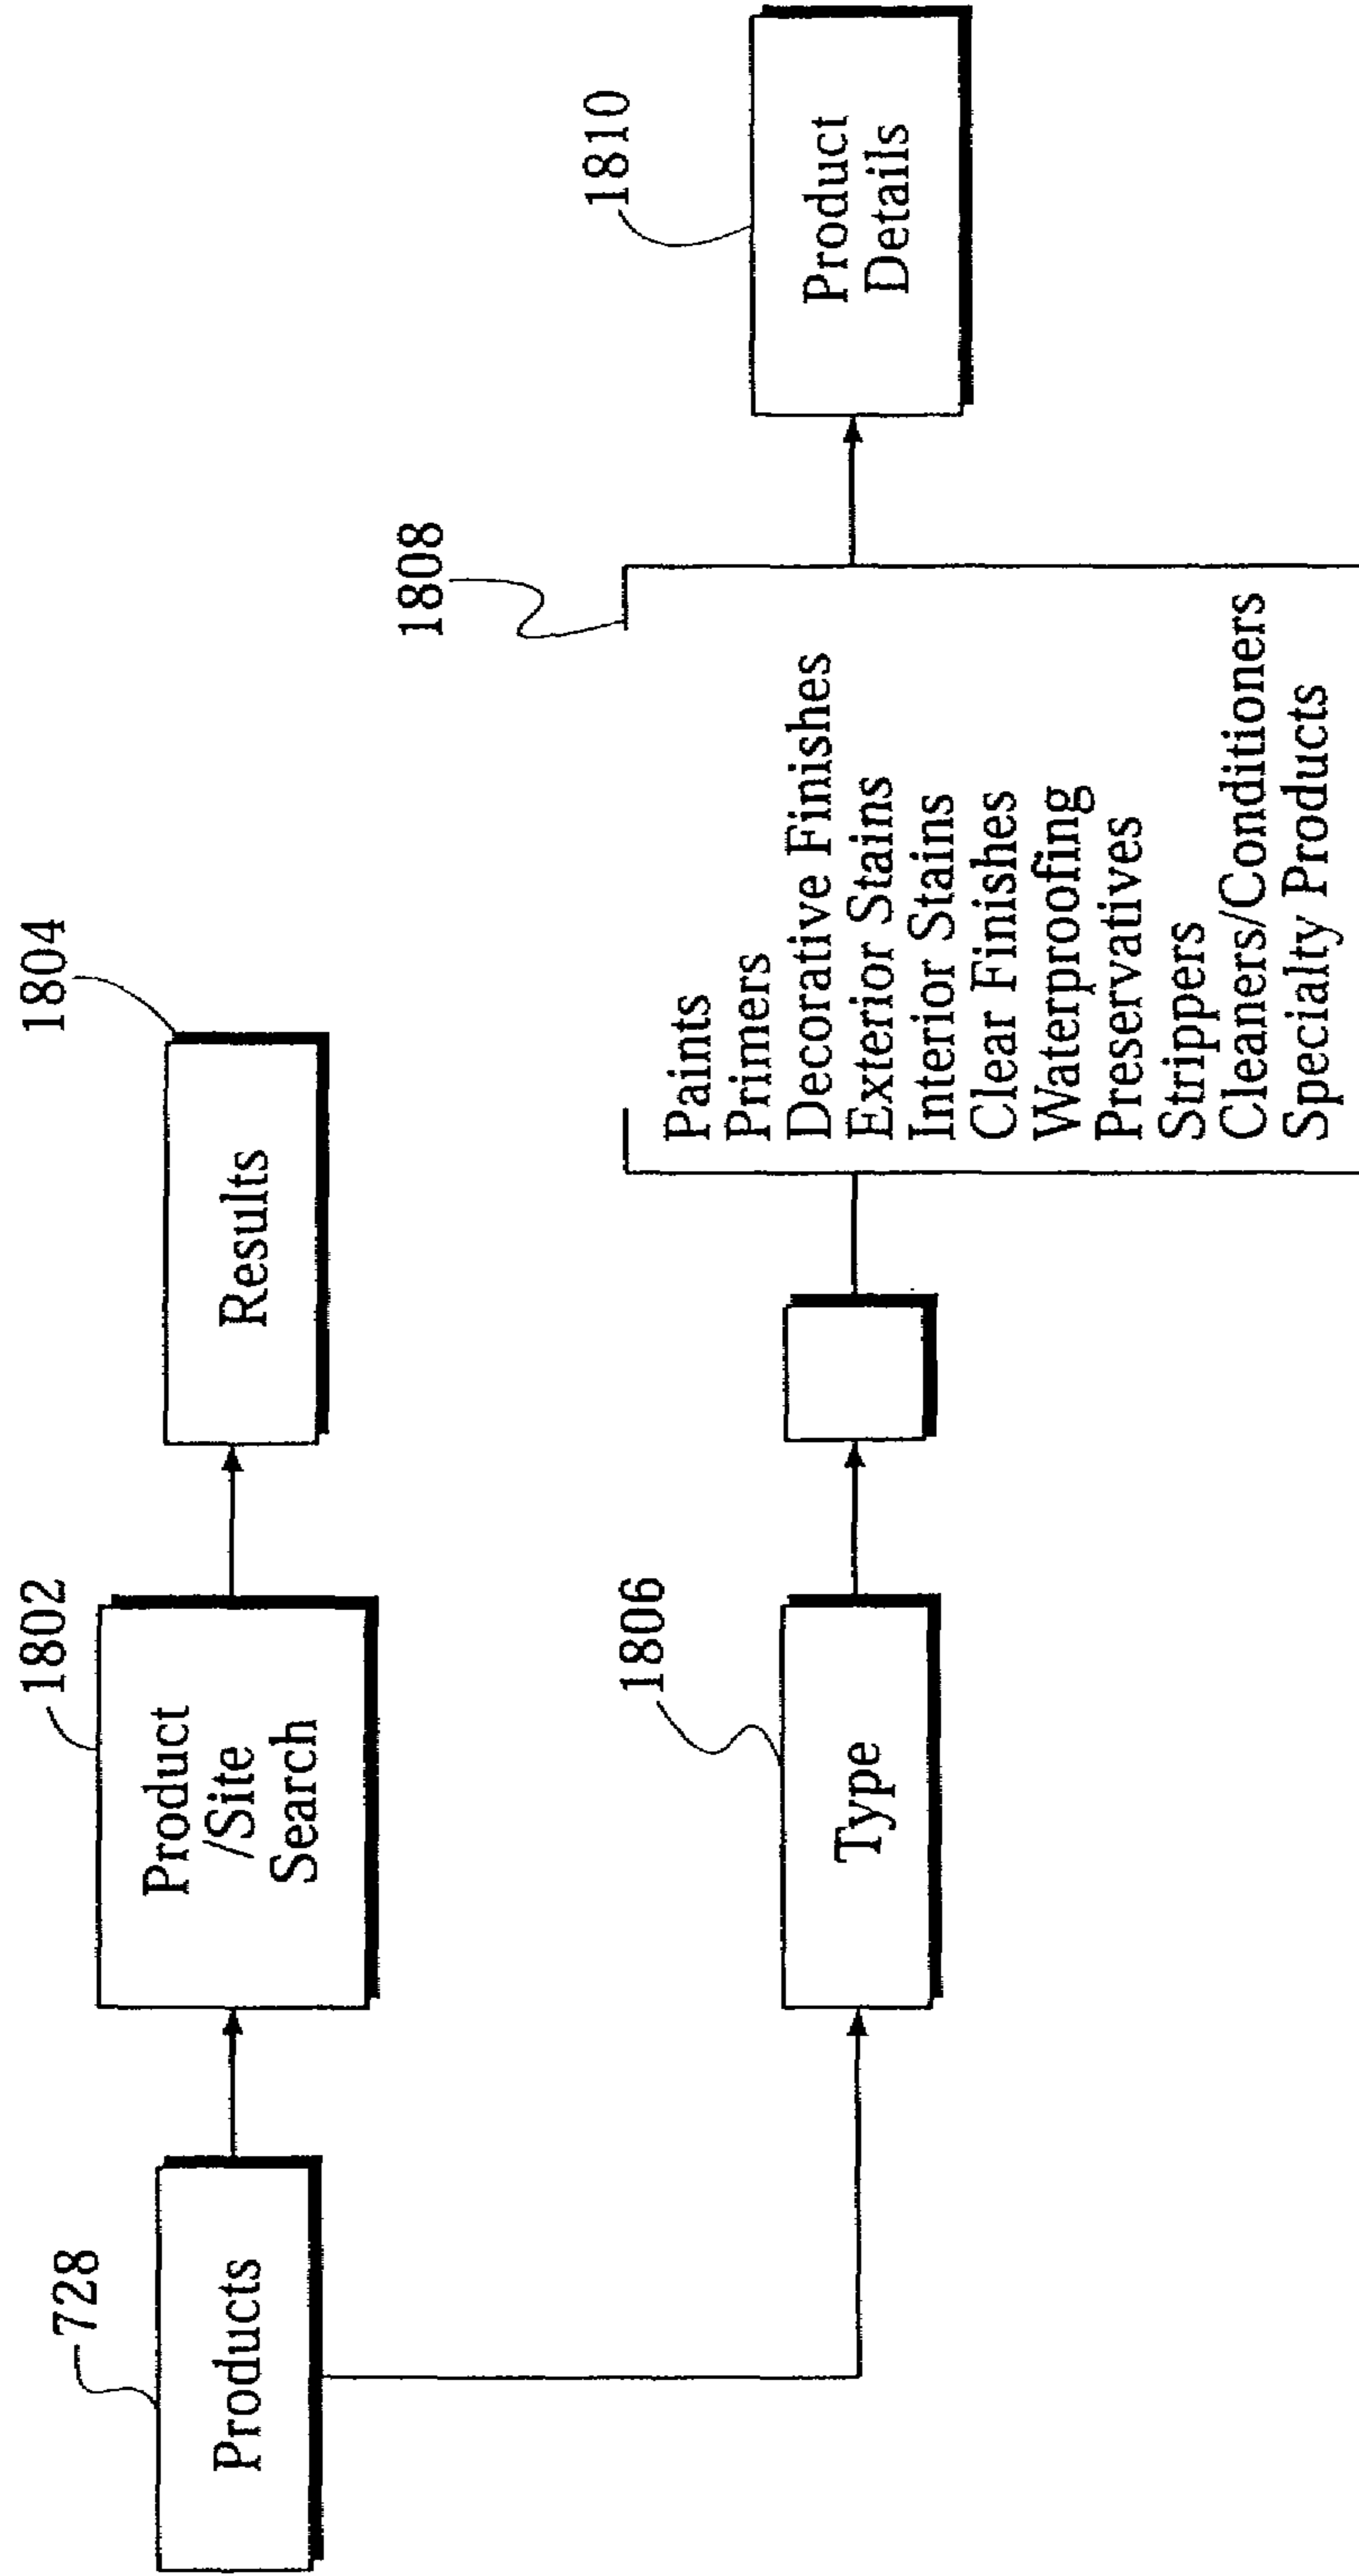 728
Products
1802
Product
/Site
Search
1804
Results
1806
Type
1808
Paints
Primers
Decorative Finishes
Exterior Stains
Interior Stains
Clear Finishes
Waterproofing
Preservatives
Strippers
Cleaners/Conditioners
Specialty Products
1810
Product
Details